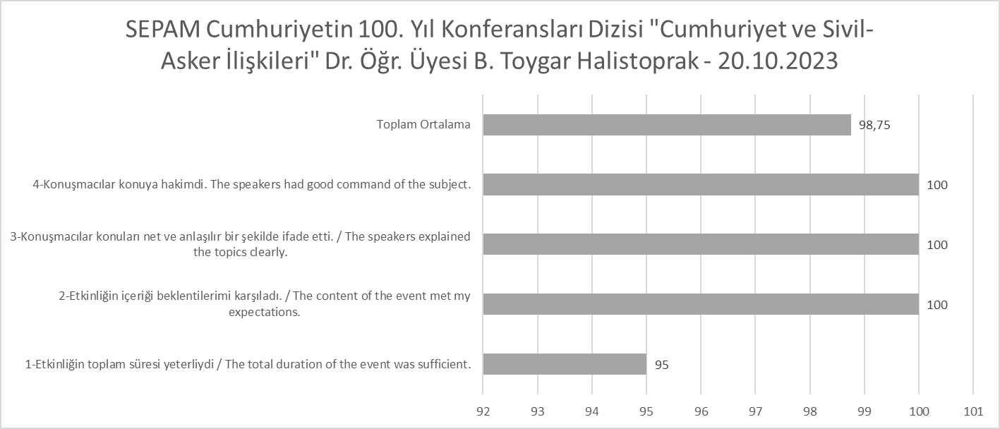 SEPAM Cumhuriyetin 100. Yıl Konferansları Dizisi "Cumhuriyet ve Sivil-
Asker İlişkileri" Dr. Öğr. Üyesi B. Toygar Halistoprak - 20.10.2023
Toplam Ortalama
98,75
4-Konuşmacılar konuya hakimdi. The speakers had good command of the subject.
100
3-Konuşmacılar konuları net ve anlaşılır bir şekilde ifade etti. / The speakers explained
the topics clearly.
100
2-Etkinliğin içeriği beklentilerimi karşıladı. / The content of the event met my
expectations.
100
1-Etkinliğin toplam süresi yeterliydi / The total duration of the event was sufficient.
95
92 93 94 95 96 97 98 99 100 101